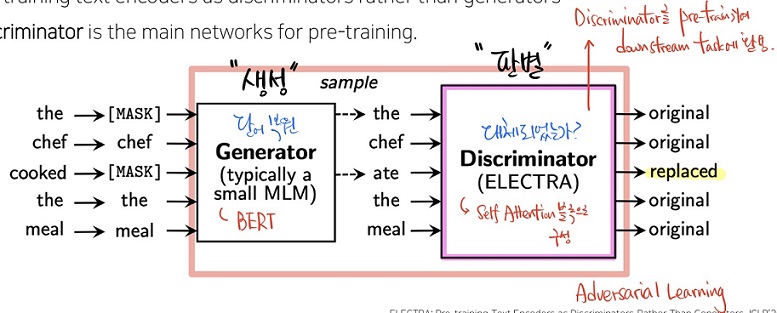 training text encoders as discriminators rather than generators
criminator is the main networks for pre-training.
Discriminator를 pre-train하여
downstream task에 활용.
"생성"
sample
"판별"
the [MASK] the original
chef chef chef original
cooked [MASK] ate replaced
the the the original
meal meal meal original
단어 복원
Generator
(typically a
small MLM)
BERT
대체되었는가?
Discriminator
(ELECTRA)
Self Attention 블록으로
구성
Adversarial Learning
ELECTRA: Pre-training Text Encoders as Discriminators Rather Than Generators